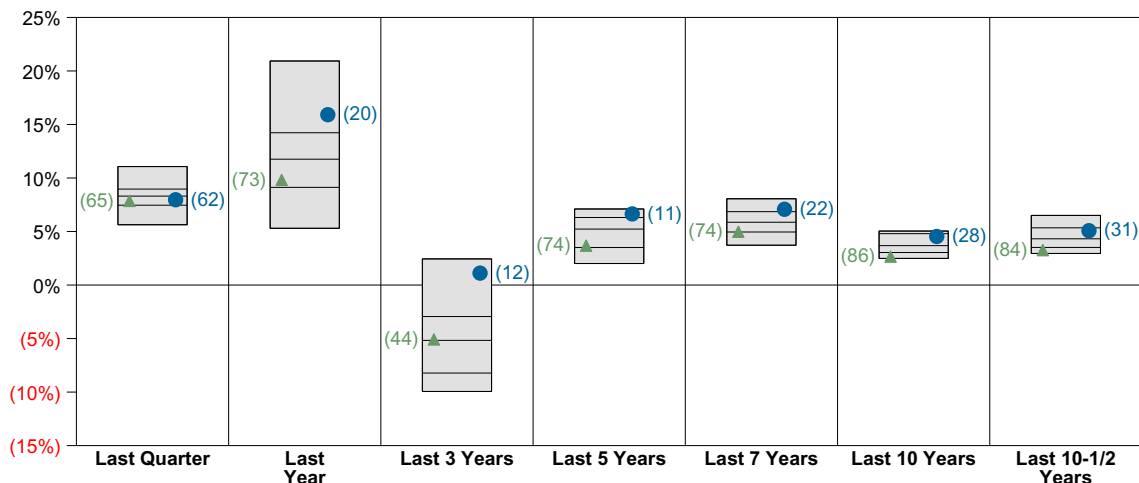 25%
20%
15%
10%
5%
0%
(5%)
(10%)
(15%)
(65)
(62)
(73)
(20)
(44)
(12)
(74)
(11)
(74)
(22)
(86)
(28)
(84)
(31)
Last Quarter
Last
Year
Last 3 Years
Last 5 Years
Last 7 Years
Last 10 Years
Last 10-1/2
Years